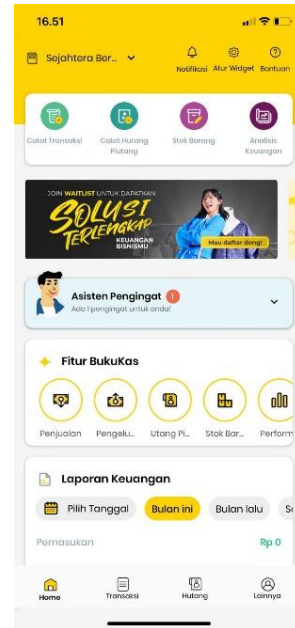 16.51
Sejahtera Ber...
Notifikasi Atur Widget Bantuan
Catat Transaksi
Catat Hutang
Piutang
Stok Barang
Analisis
Keuangan
JOIN WAITLIST UNTUK DAPATKAN
SOLUSI
TERLENGKAP
KEUANGAN
BISNISMU
Mau daftar dong!
Asisten Pengingat 1
Ada 1 pengingat untuk anda!
Fitur BukuKas
Penjualan
Pengelu...
Utang Pi...
Stok Bar...
Perform
Laporan Keuangan
Pilih Tanggal
Bulan ini
Bulan lalu
Se
Pemasukan
Rp 0
Home
Transaksi
Hutang
Lainnya